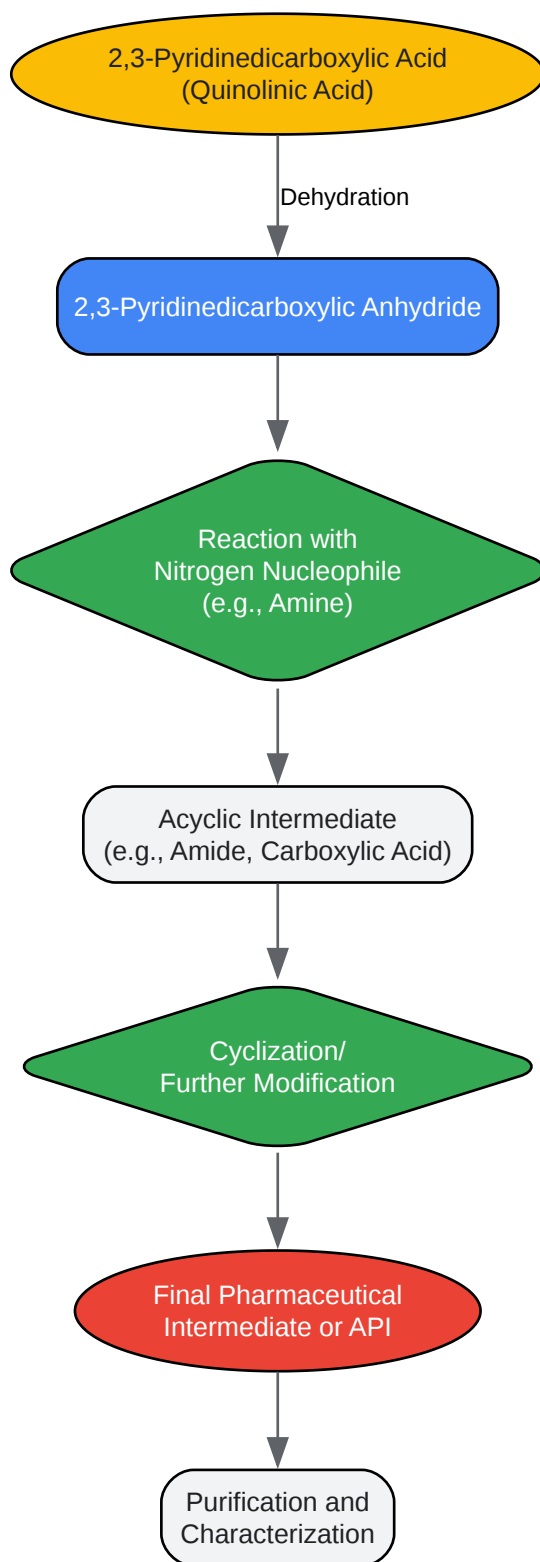 2,3-Pyridinedicarboxylic Acid
(Quinolinic Acid)
Dehydration
2,3-Pyridinedicarboxylic Anhydride
Reaction with
Nitrogen Nucleophile
(e.g., Amine)
Acyclic Intermediate
(e.g., Amide, Carboxylic Acid)
Cyclization/
Further Modification
Final Pharmaceutical
Intermediate or API
Purification and
Characterization